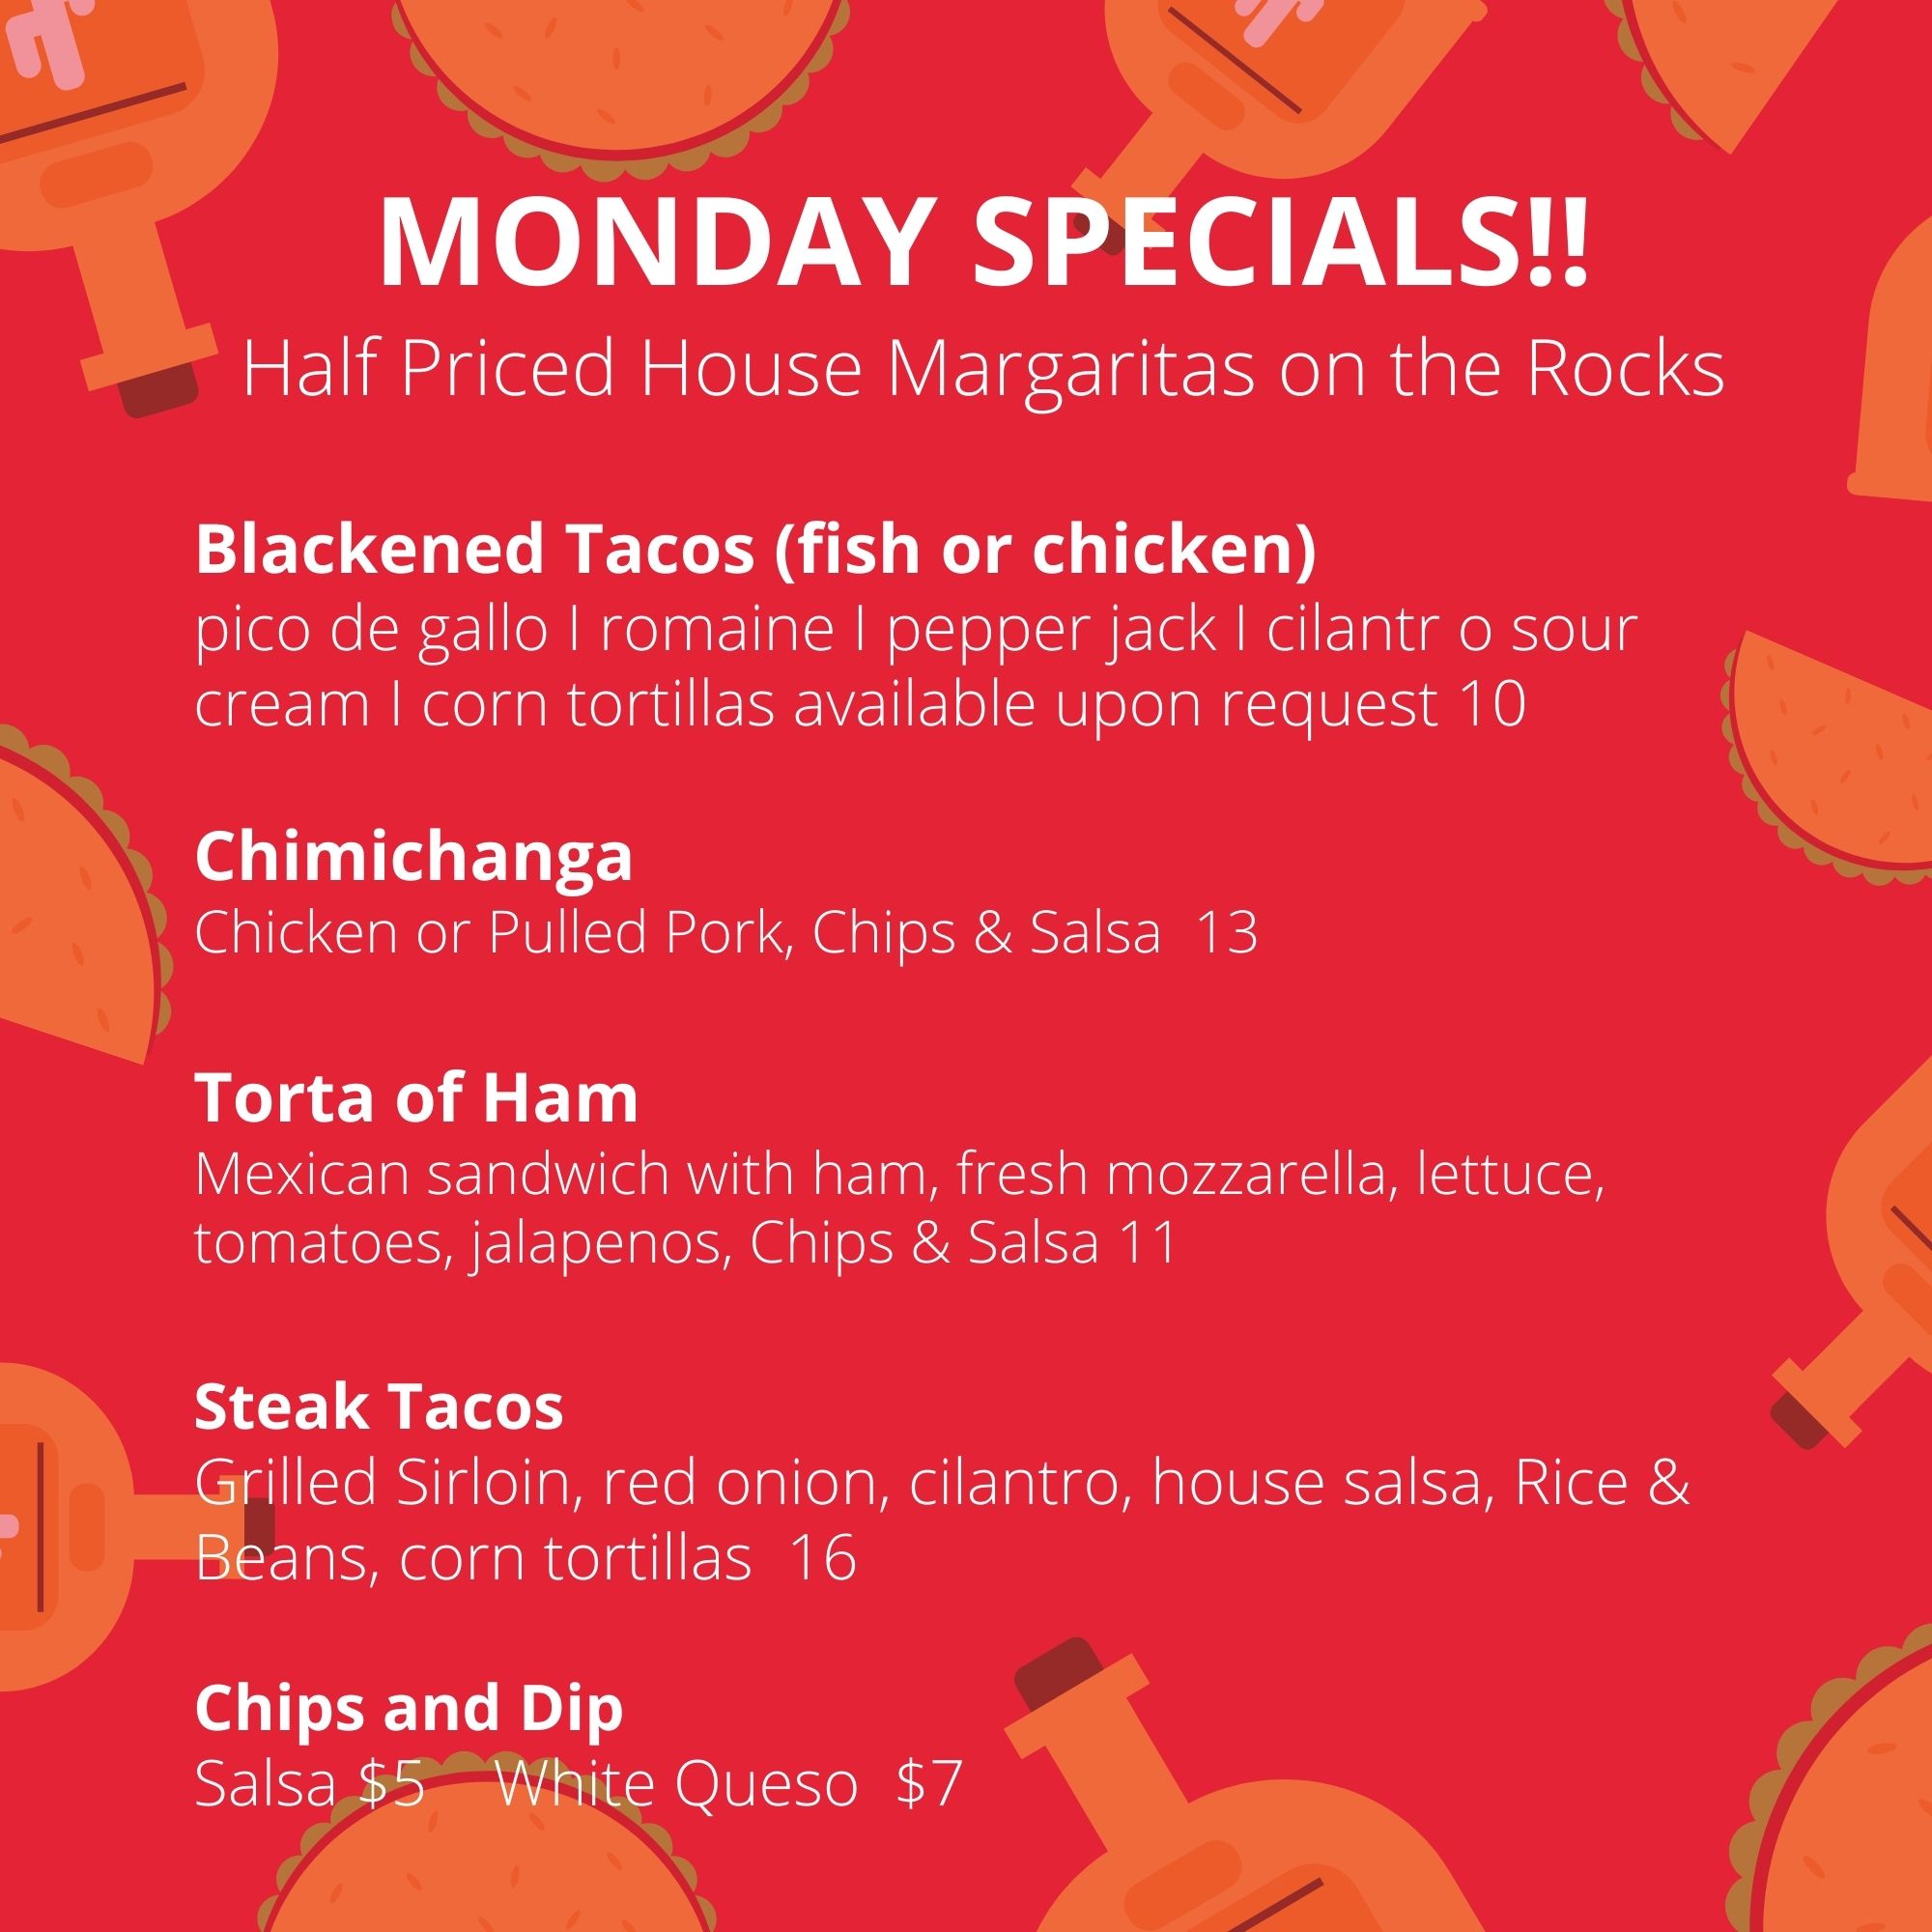 MONDAY SPECIALS!!
Half Priced House Margaritas on the Rocks
Blackened Tacos (fish or chicken)
pico de gallo I romaine I pepper jack I cilantr o sour
cream I corn tortillas available upon request 10
Chimichanga
Chicken or Pulled Pork, Chips & Salsa  13
Torta of Ham
Mexican sandwich with ham, fresh mozzarella, lettuce,
tomatoes, jalapenos, Chips & Salsa 11
Steak Tacos
Grilled Sirloin, red onion, cilantro, house salsa, Rice &
Beans, corn tortillas  16
Chips and Dip
Salsa $5    White Queso  $7